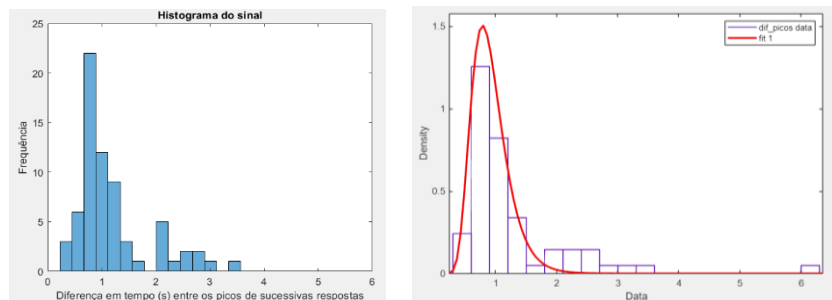 Histograma do sinal
25
20
15
10
5
0
Frequência
0 1 2 3 4 5 6
Diferença em tempo (s) entre os picos de sucessivas respostas
dif_picos data
fit 1
1.5
1
0.5
0
Density
1 2 3 4 5 6
Data